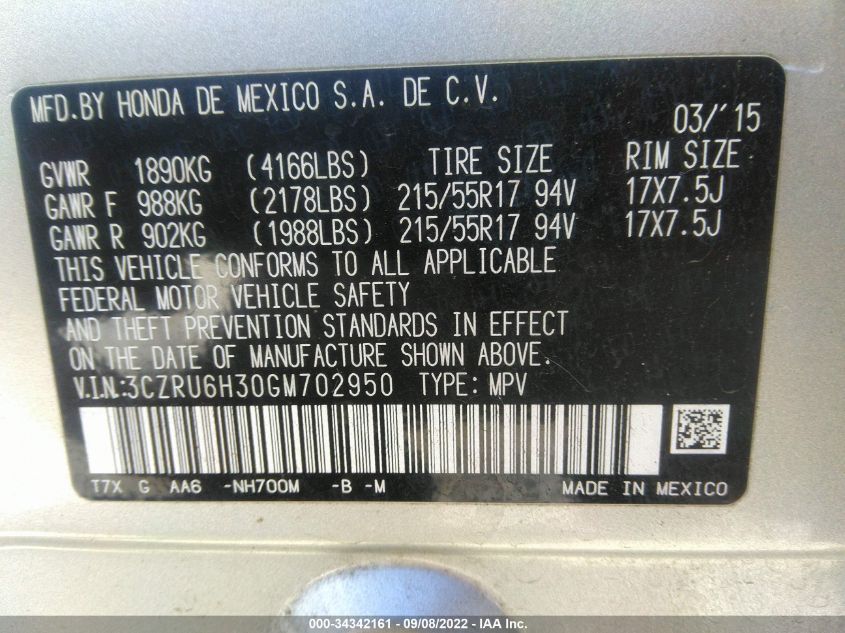 MFD.BY HONDA DE MEXICO S.A. DE C.V.
03/'15
GVWR 1890KG (4166LBS) TIRE SIZE RIM SIZE
GAWR F 988KG (2178LBS) 215/55R17 94V 17X7.5J
GAWR R 902KG (1988LBS) 215/55R17 94V 17X7.5J
THIS VEHICLE CONFORMS TO ALL APPLICABLE
FEDERAL MOTOR VEHICLE SAFETY
AND THEFT PREVENTION STANDARDS IN EFFECT
ON THE DATE OF MANUFACTURE SHOWN ABOVE.
V.I.N.:3CZRU6H30GM702950 TYPE: MPV
T7X G AA6 -NH700M -B -M MADE IN MEXICO
000-34342161 - 09/08/2022 - IAA Inc.